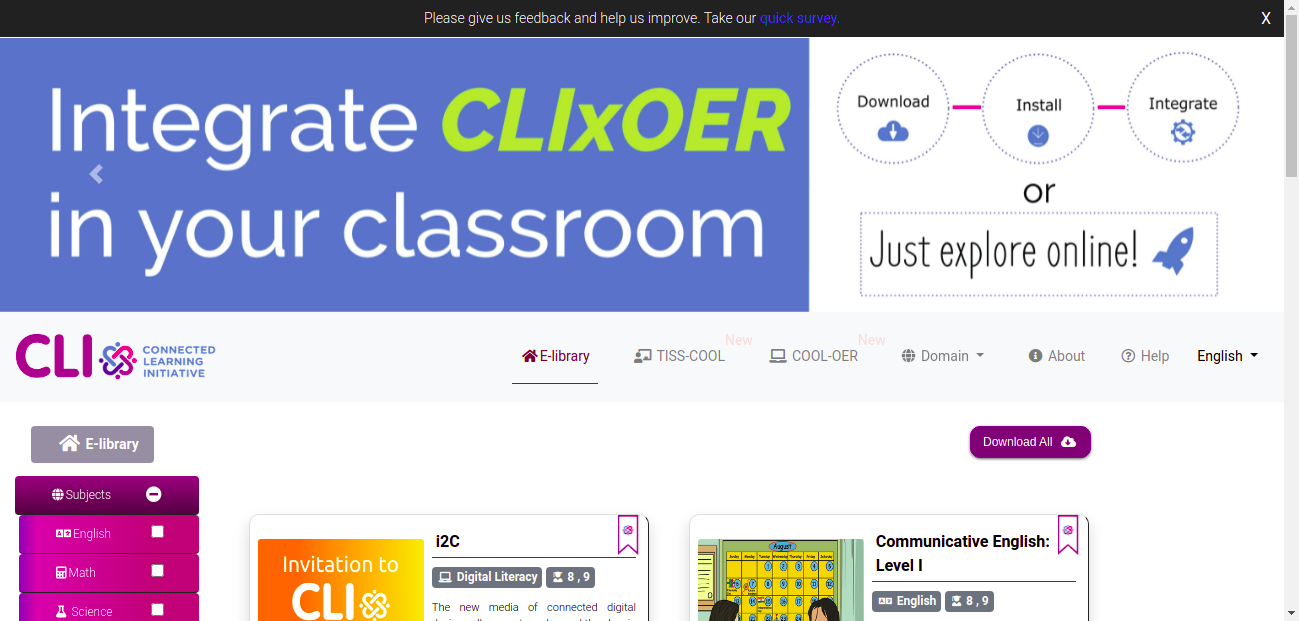 Please give us feedback and help us improve. Take our quick survey.
X
Integrate CLIxOER
in your classroom
Download
Install
Integrate
or
Just explore online!
CLI
CONNECTED
LEARNING
INITIATIVE
E-library
TISS-COOL
New
COOL-OER
New
Domain
About
Help
English
E-library
Download All
Subjects
English
Math
Science
Invitation to
CLI
i2C
Digital Literacy
8 , 9
The new media of connected digital
August
Communicative English:
Level I
English
8 , 9